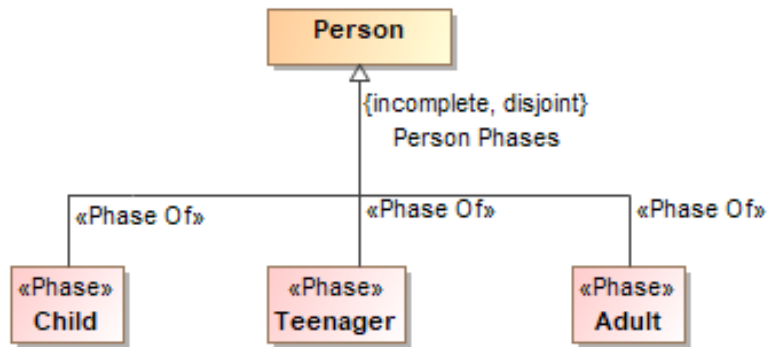 Person
{incomplete, disjoint}
Person Phases
«Phase Of»
«Phase Of»
«Phase Of»
«Phase»
Child
«Phase»
Teenager
«Phase»
Adult